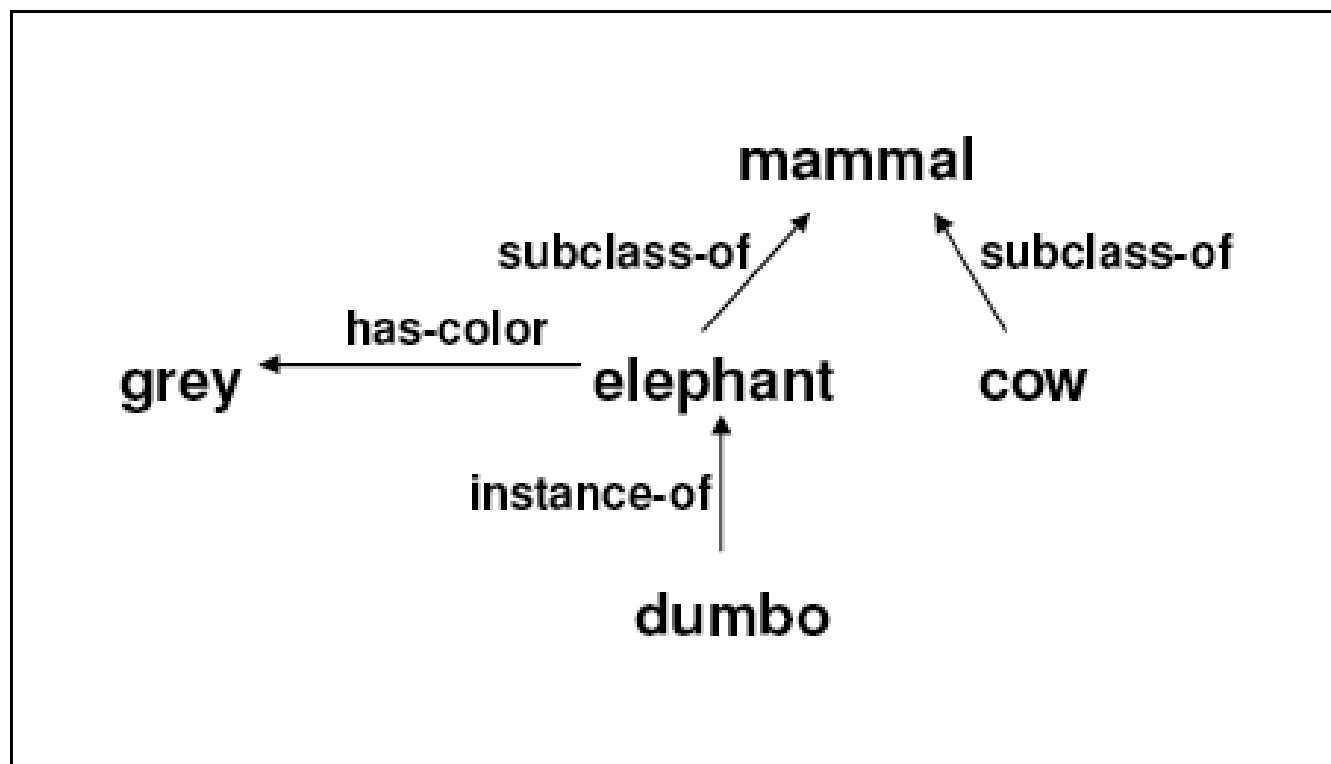 mammal
subclass-of subclass-of
has-color
grey elephant cow
instance-of
dumbo